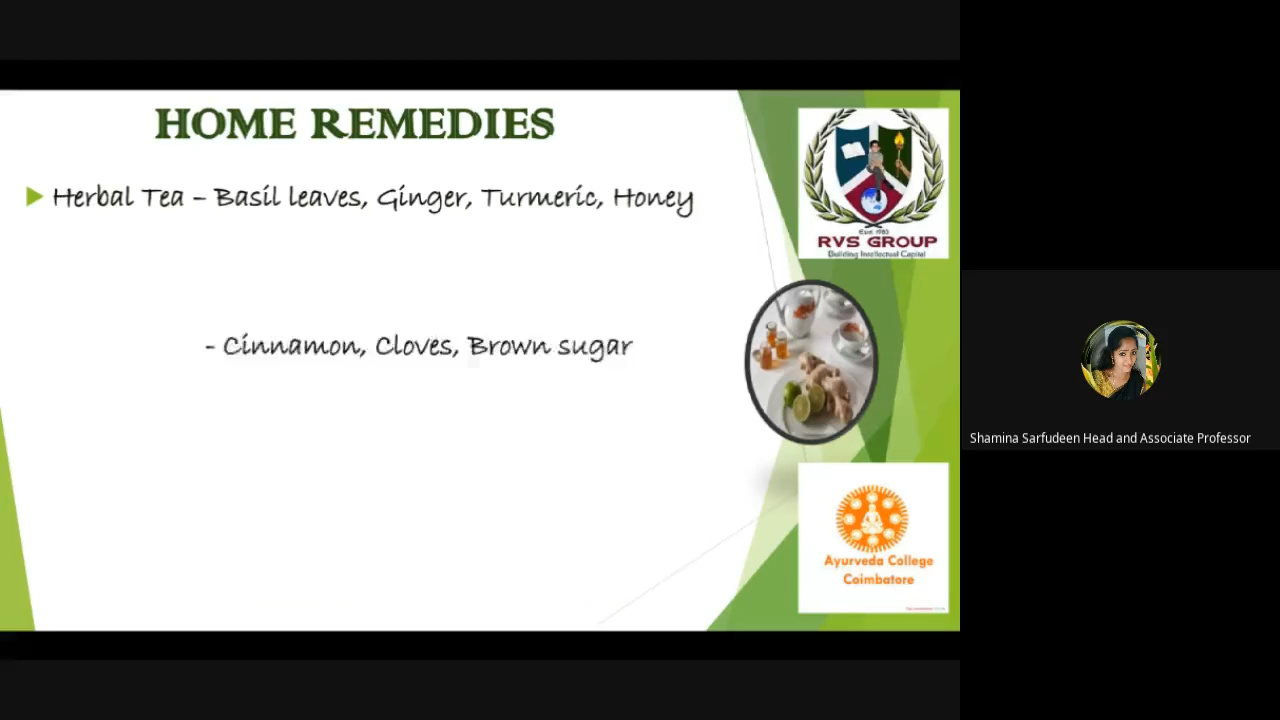 HOME REMEDIES
Herbal Tea – Basil leaves, Ginger, Turmeric, Honey
- Cinnamon, Cloves, Brown sugar
Estd. 1983
RVS GROUP
Building Intellectual Capital
Ayurveda College
Coimbatore
Shamina Sarfudeen Head and Associate Professor